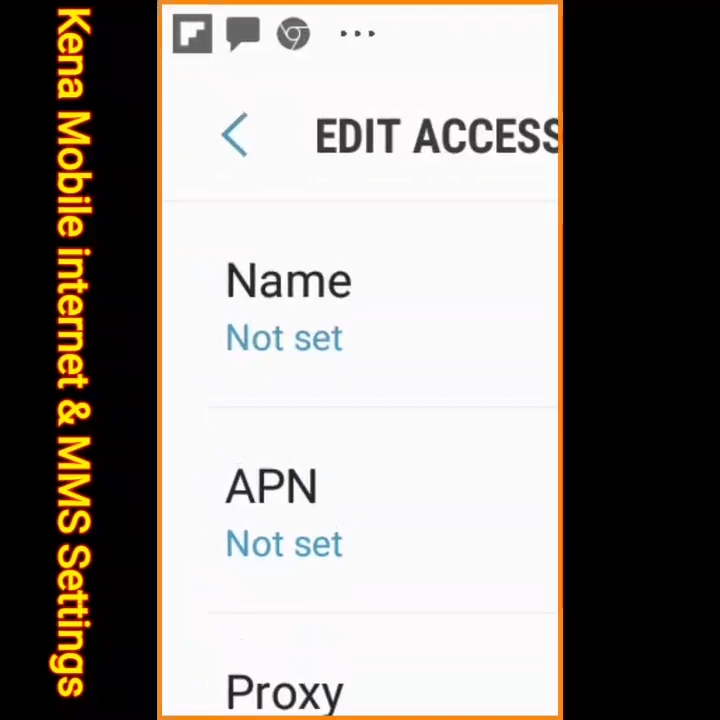 Kena Mobile internet & MMS Settings
EDIT ACCESS
Name
Not set
APN
Not set
Proxy